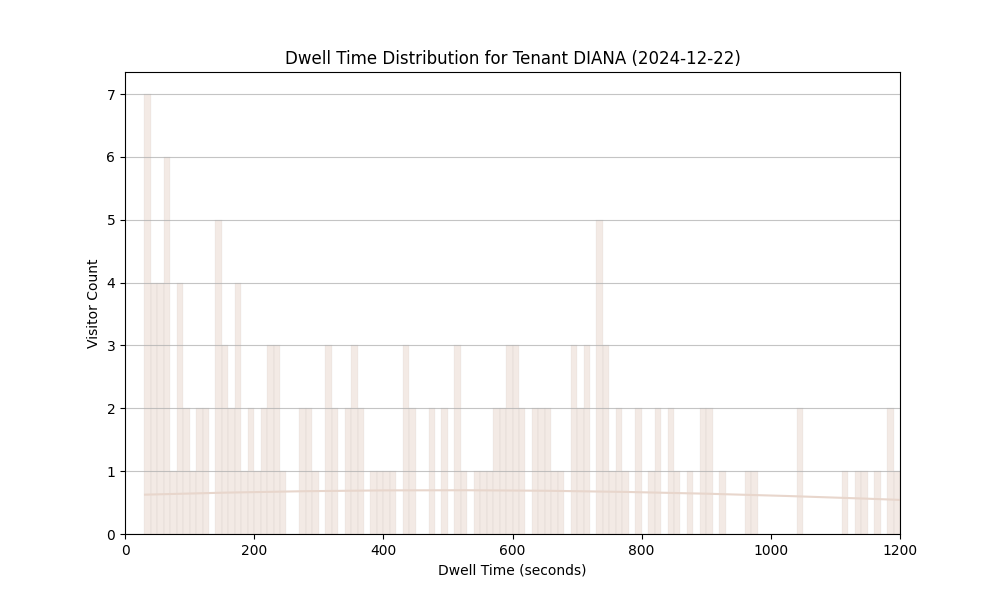 Dwell Time Distribution for Tenant DIANA (2024-12-22)
Visitor Count
7
6
5
4
3
2
1
0
0 200 400 600 800 1000 1200
Dwell Time (seconds)